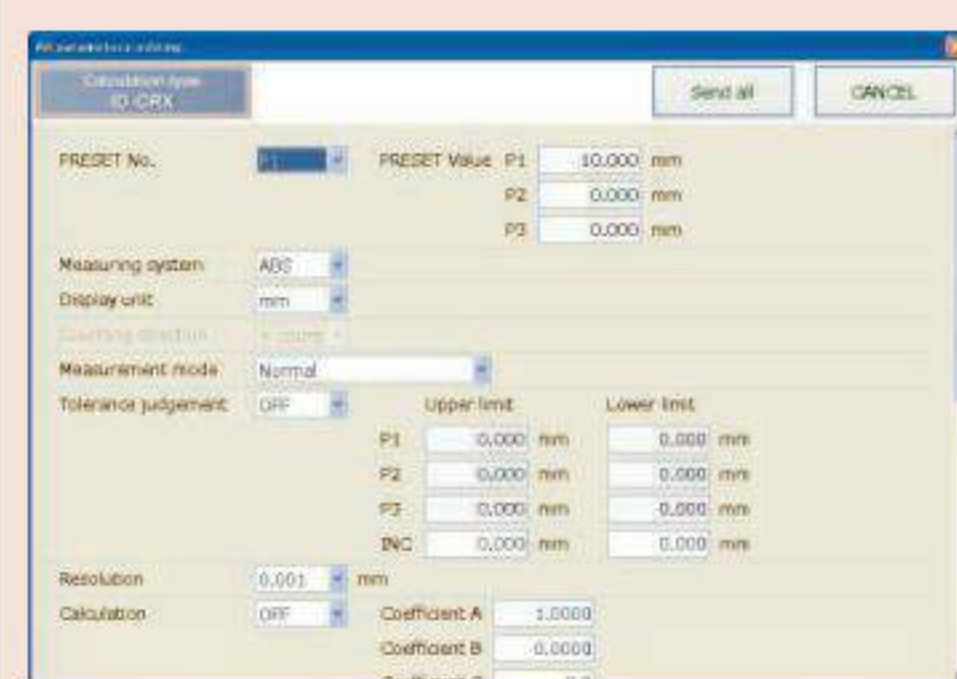 Calculation type
ID-CRX
Send all
CANCEL
PRESET No. P1 PRESET Value P1 10.000 mm
P2 0.000 mm
P3 0.000 mm
Measuring system ABS
Display unit mm
Counting direction
Measurement mode Normal
Tolerance judgement OFF Upper limit Lower limit
P1 0.000 mm 0.000 mm
P2 0.000 mm 0.000 mm
P3 0.000 mm 0.000 mm
INC 0.000 mm 0.000 mm
Resolution 0.001 mm
Calculation OFF Coefficient A 1.0000
Coefficient B 0.0000